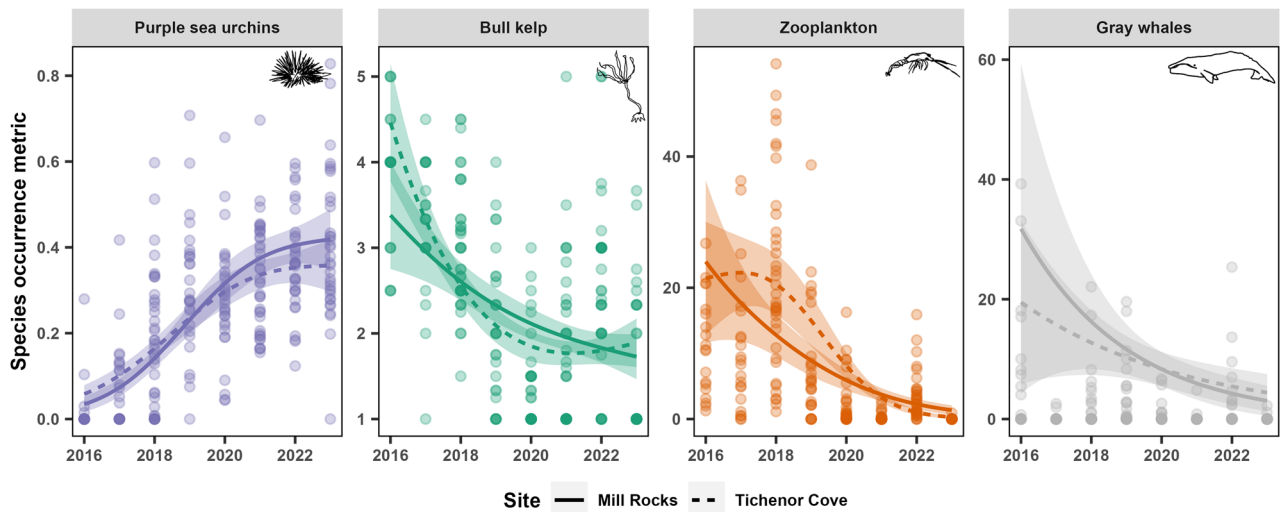 Purple sea urchins
Bull kelp
Zooplankton
Gray whales
Species occurrence metric
0.8
0.6
0.4
0.2
0.0
5
4
3
2
1
40
20
0
60
40
20
0
2016 2018 2020 2022
2016 2018 2020 2022
2016 2018 2020 2022
2016 2018 2020 2022
Site Mill Rocks Tichenor Cove